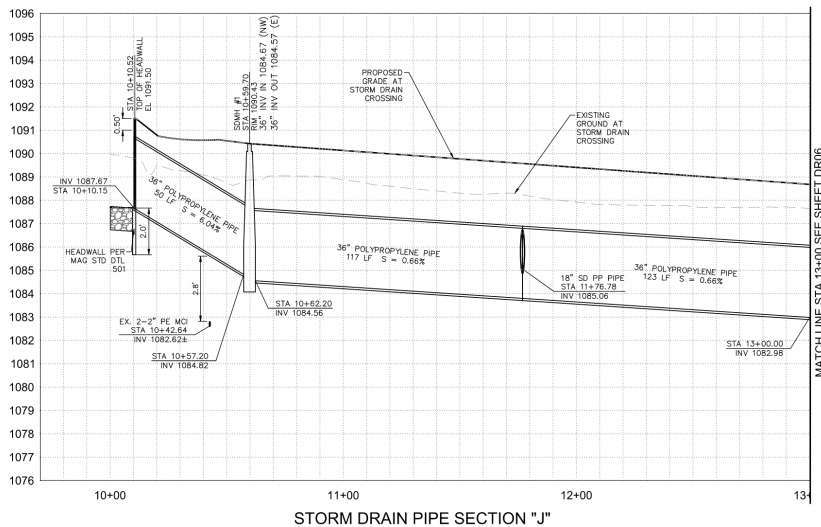 1096
1095
1094
1093
1092
1091
1090
1089
1088
1087
1086
1085
1084
1083
1082
1081
1080
1079
1078
1077
1076
STA 10+10.52
TOP OF HEADWALL
EL 1091.50
0.50'
SDMH #1
STA 10+59.70
RIM 1090.43
36" INV IN 1084.67 (NW)
36" INV OUT 1084.57 (E)
PROPOSED
GRADE AT
STORM DRAIN
CROSSING
EXISTING
GROUND AT
STORM DRAIN
CROSSING
INV 1087.67
STA 10+10.15
36" POLYPROPYLENE PIPE
50 LF S = 6.04%
2.0'
HEADWALL PER
MAG STD DTL
501
36" POLYPROPYLENE PIPE
117 LF S = 0.66%
36" POLYPROPYLENE PIPE
123 LF S = 0.66%
18" SD PP PIPE
STA 11+76.78
INV 1085.06
2.8'
STA 10+62.20
INV 1084.56
EX. 2-2" PE MCI
STA 10+42.64
INV 1082.62±
STA 10+57.20
INV 1084.82
STA 13+00.00
INV 1082.98
MATCH LINE STA 13+00 SEE SHEET DR06
10+00
11+00
12+00
13+
STORM DRAIN PIPE SECTION "J"